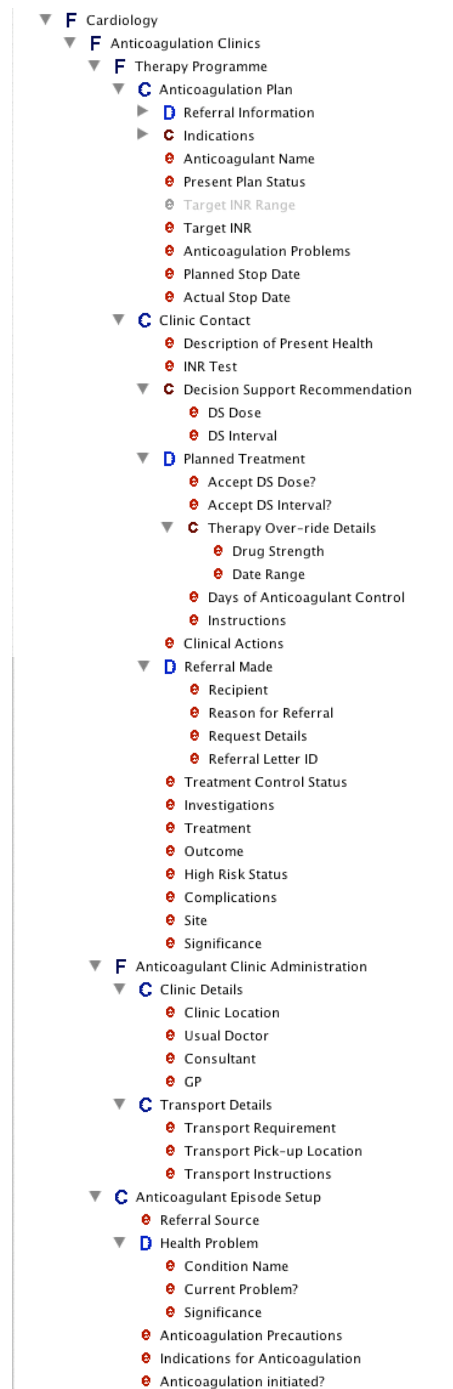 F Cardiology
F Anticoagulation Clinics
F Therapy Programme
C Anticoagulation Plan
D Referral Information
C Indications
e Anticoagulant Name
e Present Plan Status
e Target INR Range
e Target INR
e Anticoagulation Problems
e Planned Stop Date
e Actual Stop Date
C Clinic Contact
e Description of Present Health
e INR Test
C Decision Support Recommendation
e DS Dose
e DS Interval
D Planned Treatment
e Accept DS Dose?
e Accept DS Interval?
C Therapy Over-ride Details
e Drug Strength
e Date Range
e Days of Anticoagulant Control
e Instructions
e Clinical Actions
D Referral Made
e Recipient
e Reason for Referral
e Request Details
e Referral Letter ID
e Treatment Control Status
e Investigations
e Treatment
e Outcome
e High Risk Status
e Complications
e Site
e Significance
F Anticoagulant Clinic Administration
C Clinic Details
e Clinic Location
e Usual Doctor
e Consultant
e GP
C Transport Details
e Transport Requirement
e Transport Pick-up Location
e Transport Instructions
C Anticoagulant Episode Setup
e Referral Source
D Health Problem
e Condition Name
e Current Problem?
e Significance
e Anticoagulation Precautions
e Indications for Anticoagulation
e Anticoagulation initiated?